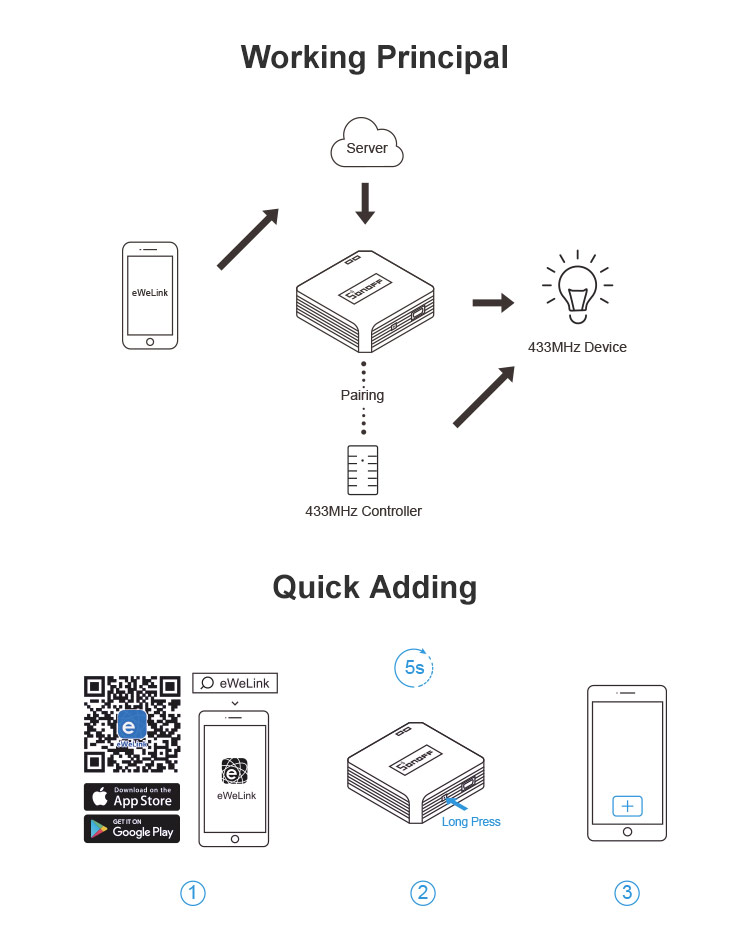 Working Principal
Server
eWeLink
SONOFF
433MHz Device
Pairing
433MHz Controller
Quick Adding
5s
eWeLink
e
eWeLink
SONOFF
Download on the
App Store
e
eWeLink
GET IT ON
Google Play
Long Press
+
1
2
3